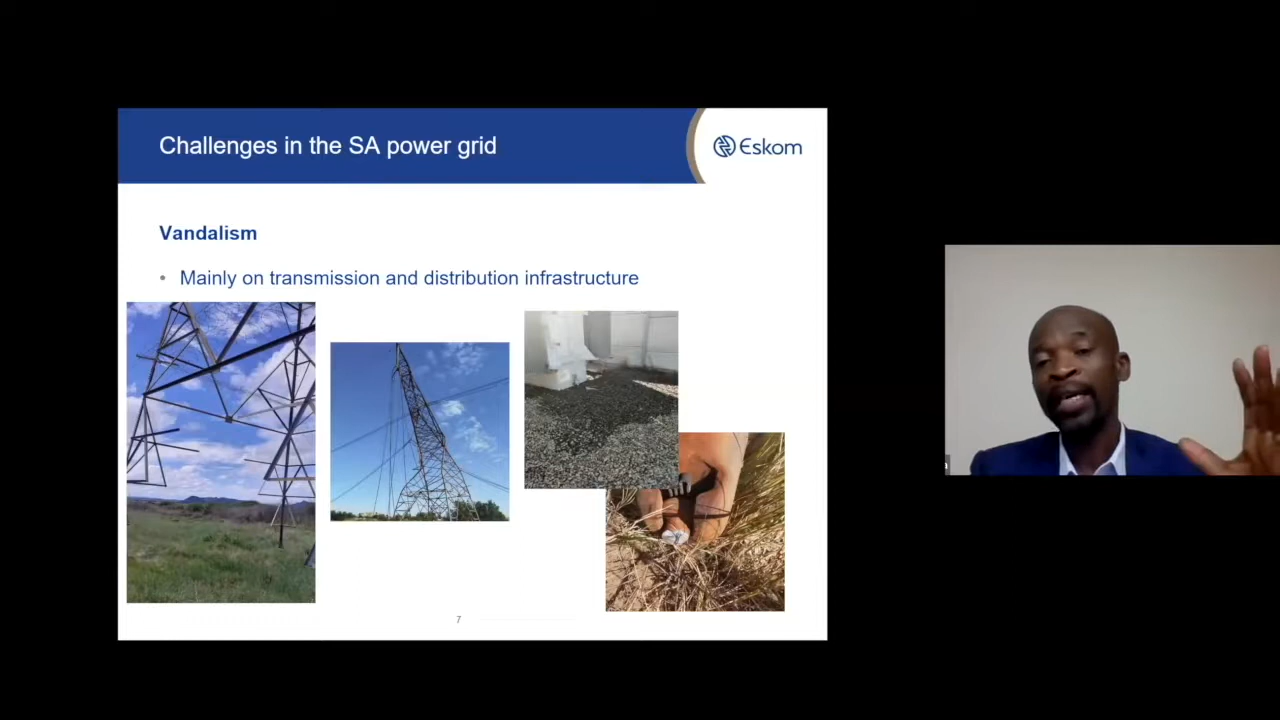 Challenges in the SA power grid
Eskom
Vandalism
• Mainly on transmission and distribution infrastructure
7